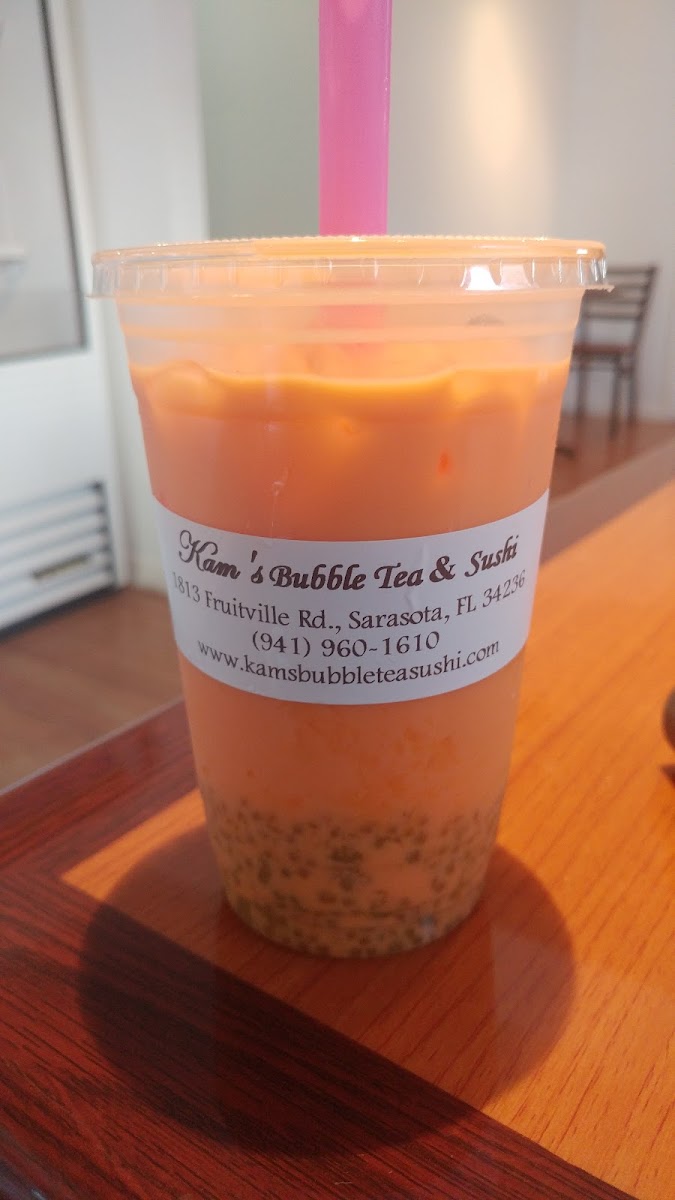 Kam 's Bubble Tea & Sushi
1813 Fruitville Rd., Sarasota, FL 34236
(941) 960-1610
www.kamsbubbleteasushi.com